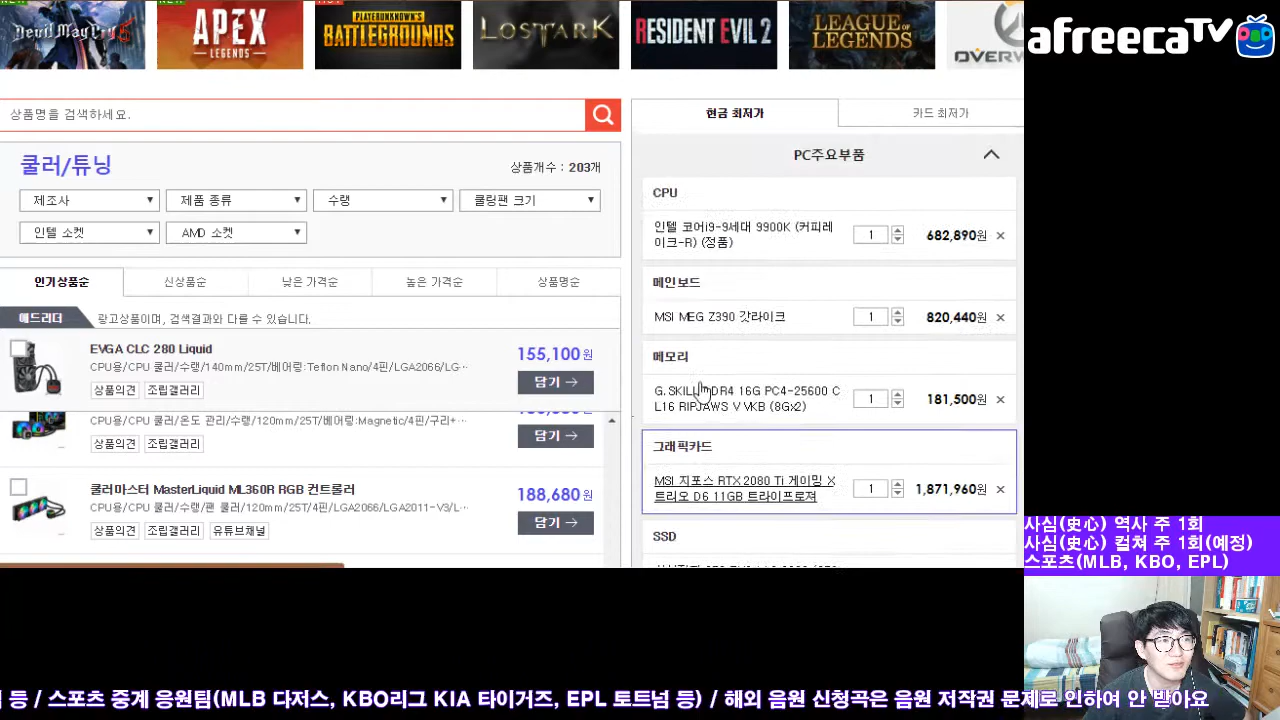 Devil May Cry 5
APEX
LEGENDS
PLAYERUNKNOWN'S
BATTLEGROUNDS
LOST ARK
RESIDENT EVIL 2
LEAGUE OF
LEGENDS
afreecaTV
상품명을 검색하세요.
현금 최저가
카드 최저가
쿨러/튜닝
상품개수 : 203개
제조사
제품 종류
수랭
쿨링팬 크기
인텔 소켓
AMD 소켓
인기상품순
신상품순
낮은 가격순
높은 가격순
상품명순
애드리더
광고상품이며, 검색결과와 다를 수 있습니다.
EVGA CLC 280 Liquid
155,100원
CPU용/CPU 쿨러/수랭/140mm/25T/베어링:Teflon Nano/4핀/LGA2066/LG···
상품의견
조립갤러리
담기 →
CPU용/CPU 쿨러/온도 관리/수랭/120mm/25T/베어링:Magnetic/4핀/구리+···
상품의견
조립갤러리
담기 →
쿨러마스터 MasterLiquid ML360R RGB 컨트롤러
188,680원
CPU용/CPU 쿨러/수랭/팬 쿨러/120mm/25T/4핀/LGA2066/LGA2011-V3/L···
상품의견
조립갤러리
유튜브채널
담기 →
PC주요부품
CPU
인텔 코어i9-9세대 9900K (커피레
이크-R) (정품)
1
682,890원
메인보드
MSI MEG Z390 갓라이크
1
820,440원
메모리
16G PC4-25600 C
L16 RIPJAWS V VKB (8Gx2)
1
181,500원
그래픽카드
MSI 지포스 RTX 2080 Ti 게이밍 X
트리오 D6 11GB 트라이프로져
1
1,871,960원
SSD
사심(史心) 역사 주 1회
사심(史心) 컬쳐 주 1회(예정)
스포츠(MLB, KBO, EPL)
등 / 스포츠 중계 응원팀(MLB 다저스, KBO리그 KIA 타이거즈, EPL 토트넘 등) / 해외 음원 신청곡은 음원 저작권 문제로 인하여 안 받아요